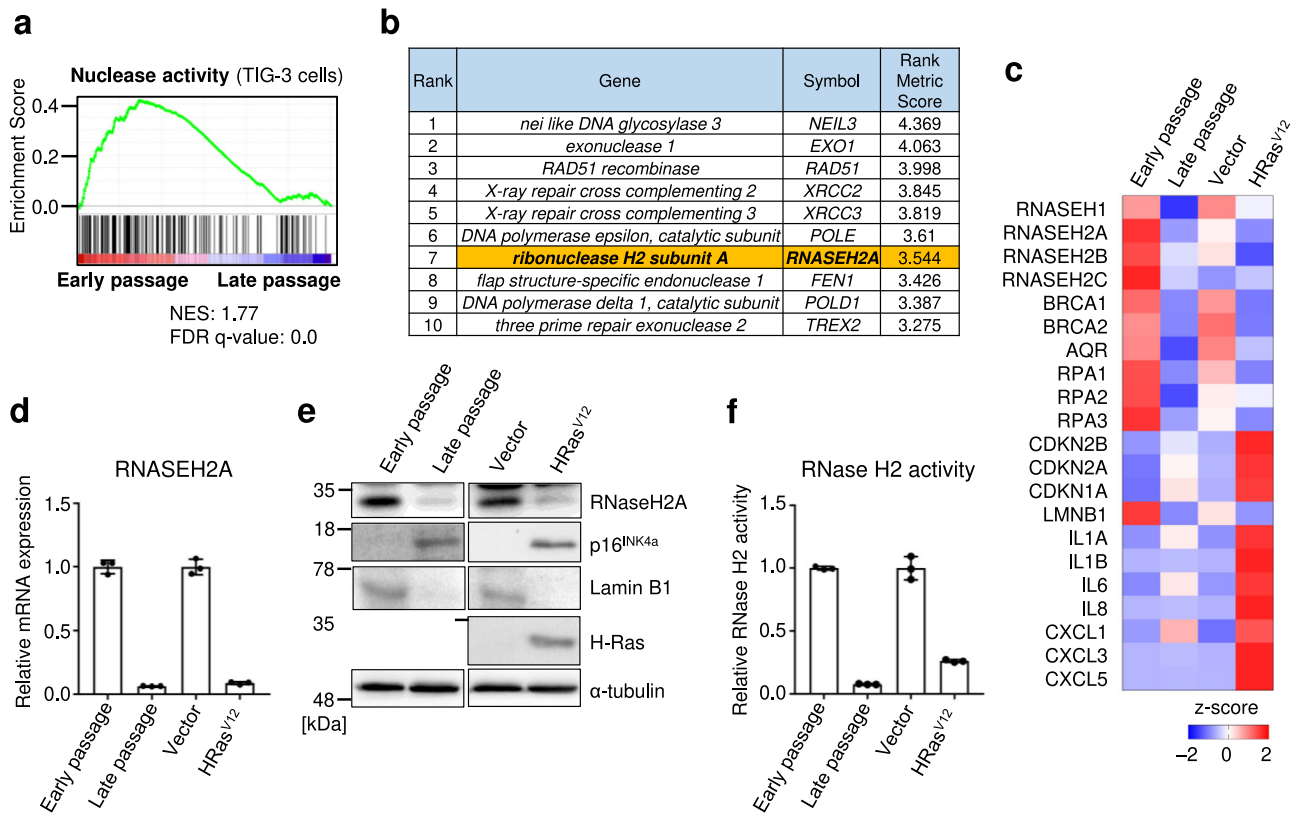 a
Nuclease activity (TIG-3 cells)
Enrichment Score
0.4
0.2
0.0
Early passage
Late passage
NES: 1.77
FDR q-value: 0.0
b
Rank Gene Symbol Rank Metric Score
1 nei like DNA glycosylase 3 NEIL3 4.369
2 exonuclease 1 EXO1 4.063
3 RAD51 recombinase RAD51 3.998
4 X-ray repair cross complementing 2 XRCC2 3.845
5 X-ray repair cross complementing 3 XRCC3 3.819
6 DNA polymerase epsilon, catalytic subunit POLE 3.61
7 ribonuclease H2 subunit A RNASEH2A 3.544
8 flap structure-specific endonuclease 1 FEN1 3.426
9 DNA polymerase delta 1, catalytic subunit POLD1 3.387
10 three prime repair exonuclease 2 TREX2 3.275
c
Early passage
Late passage
Vector
HRasV12
RNASEH1
RNASEH2A
RNASEH2B
RNASEH2C
BRCA1
BRCA2
AQR
RPA1
RPA2
RPA3
CDKN2B
CDKN2A
CDKN1A
LMNB1
IL1A
IL1B
IL6
IL8
CXCL1
CXCL3
CXCL5
z-score
−2 0 2
d
RNASEH2A
Relative mRNA expression
1.5
1.0
0.5
0.0
Early passage
Late passage
Vector
HRasV12
e
Early passage
Late passage
Vector
HRasV12
35
RNaseH2A
18
p16INK4a
78
Lamin B1
35
H-Ras
α-tubulin
48
[kDa]
f
RNase H2 activity
Relative RNase H2 activity
1.5
1.0
0.5
0.0
Early passage
Late passage
Vector
HRasV12